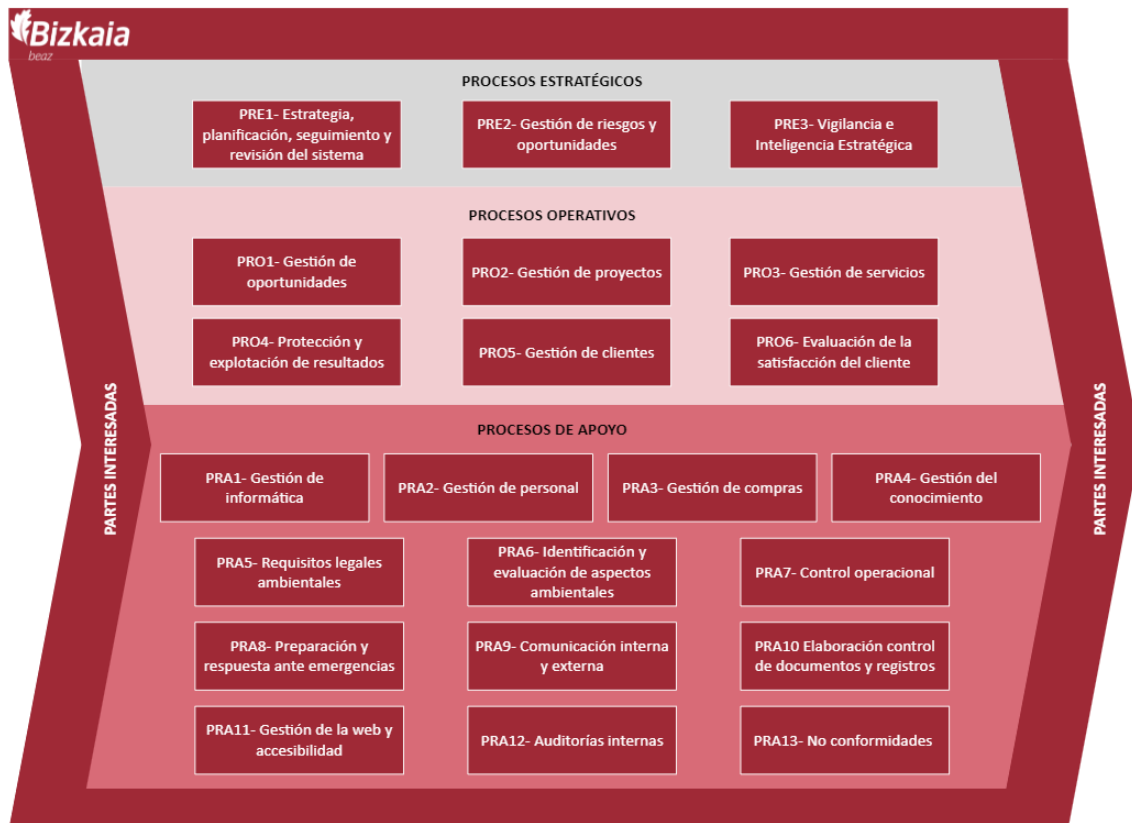 Bizkaia
beaz
PROCESOS ESTRATÉGICOS
PRE1- Estrategia,
planificación, seguimiento y
revisión del sistema
PRE2- Gestión de riesgos y
oportunidades
PRE3- Vigilancia e
Inteligencia Estratégica
PROCESOS OPERATIVOS
PRO1- Gestión de
oportunidades
PRO2- Gestión de proyectos
PRO3- Gestión de servicios
PRO4- Protección y
explotación de resultados
PRO5- Gestión de clientes
PRO6- Evaluación de la
satisfacción del cliente
PARTES INTERESADAS
PROCESOS DE APOYO
PRA1- Gestión de
informática
PRA2- Gestión de personal
PRA3- Gestión de compras
PRA4- Gestión del
conocimiento
PRA5- Requisitos legales
ambientales
PRA6- Identificación y
evaluación de aspectos
ambientales
PRA7- Control operacional
PRA8- Preparación y
respuesta ante emergencias
PRA9- Comunicación interna
y externa
PRA10 Elaboración control
de documentos y registros
PRA11- Gestión de la web y
accesibilidad
PRA12- Auditorías internas
PRA13- No conformidades
PARTES INTERESADAS